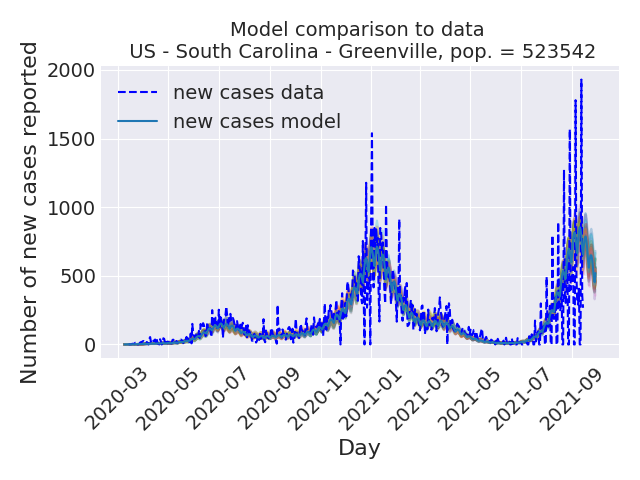 Model comparison to data
US - South Carolina - Greenville, pop. = 523542
Number of new cases reported
2000
1500
1000
500
0
new cases data
new cases model
2020-03
2020-05
2020-07
2020-09
2020-11
2021-01
2021-03
2021-05
2021-07
2021-09
Day